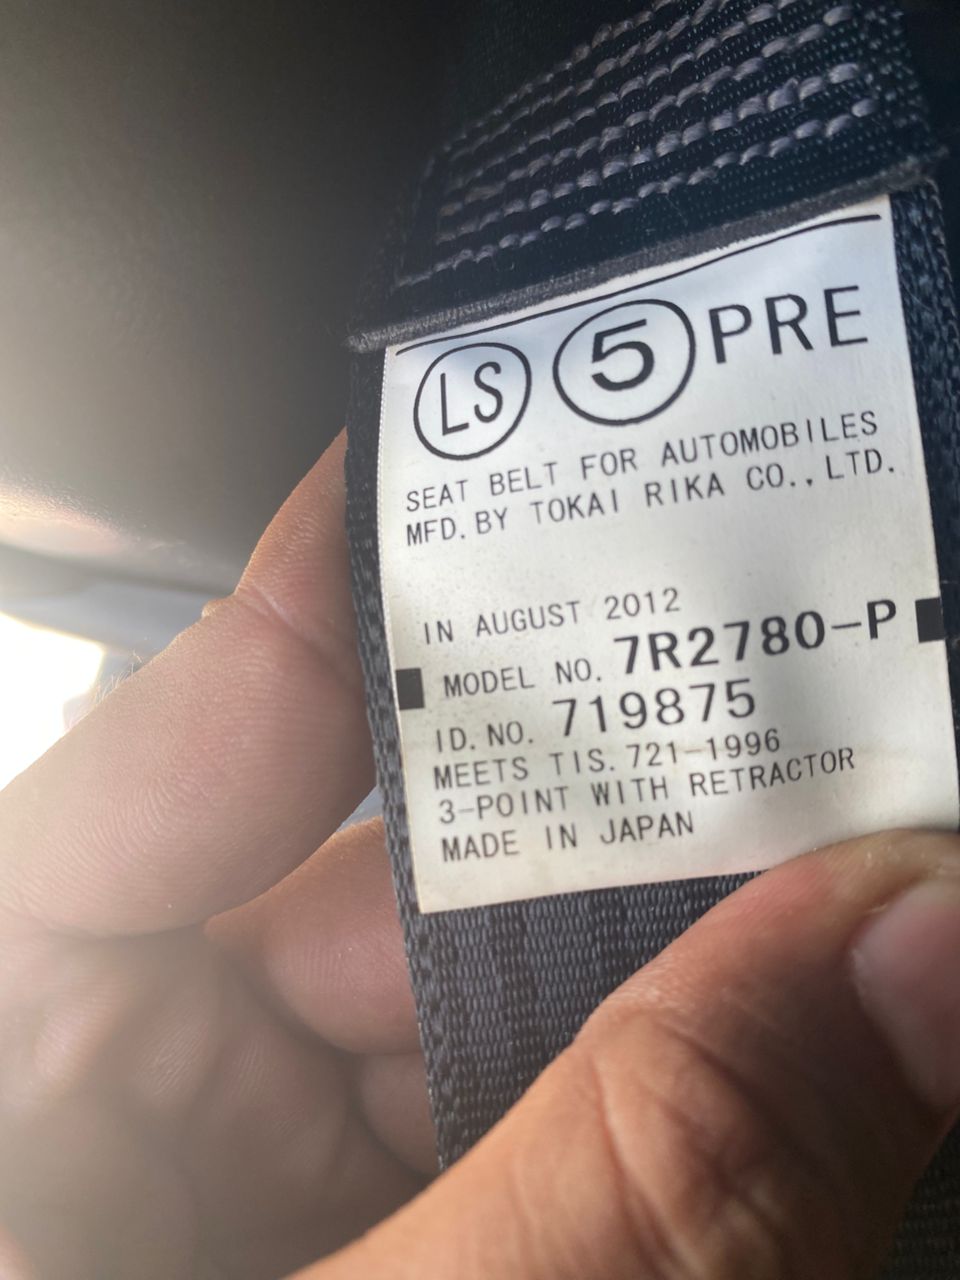 LS 5 PRE
SEAT BELT FOR AUTOMOBILES
MFD. BY TOKAI RIKA CO., LTD.
IN AUGUST 2012
MODEL NO. 7R2780-P
ID. NO. 719875
MEETS TIS. 721-1996
3-POINT WITH RETRACTOR
MADE IN JAPAN